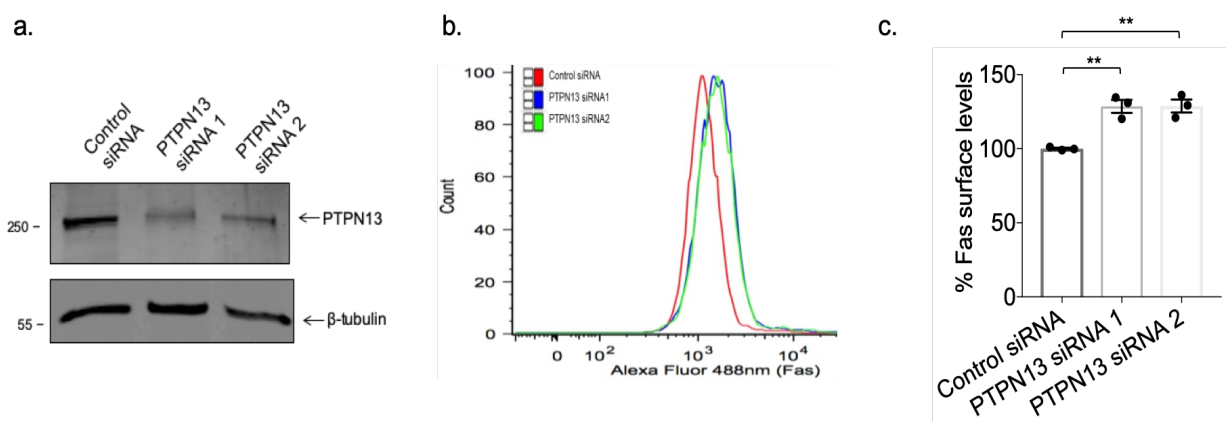 a.
Control
siRNA
PTPN13
siRNA 1
PTPN13
siRNA 2
250
PTPN13
55
β-tubulin
b.
100
80
60
40
20
0
Count
Control siRNA
PTPN13 siRNA1
PTPN13 siRNA2
0
10²
10³
10⁴
Alexa Fluor 488nm (Fas)
c.
**
**
150
100
50
0
% Fas surface levels
Control siRNA
PTPN13 siRNA 1
PTPN13 siRNA 2